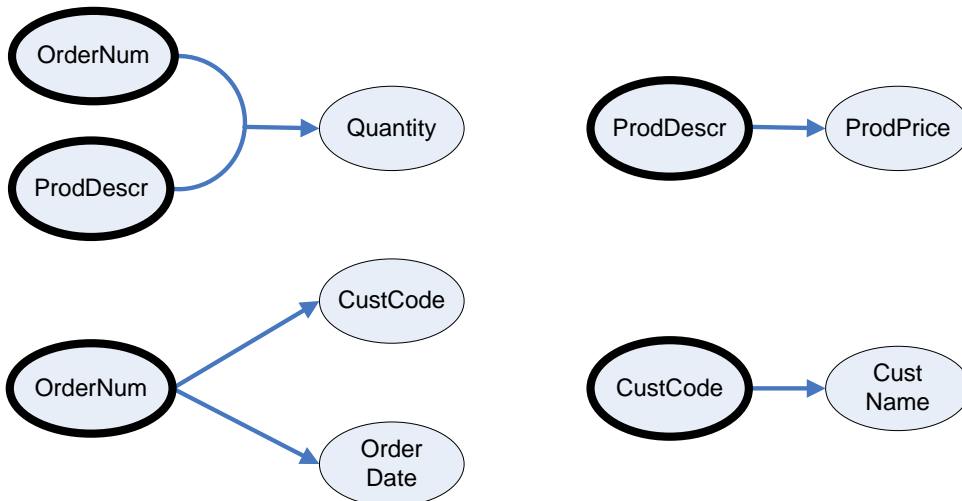 OrderNum
ProdDescr
Quantity
ProdDescr
ProdPrice
OrderNum
CustCode
Order
Date
CustCode
Cust
Name